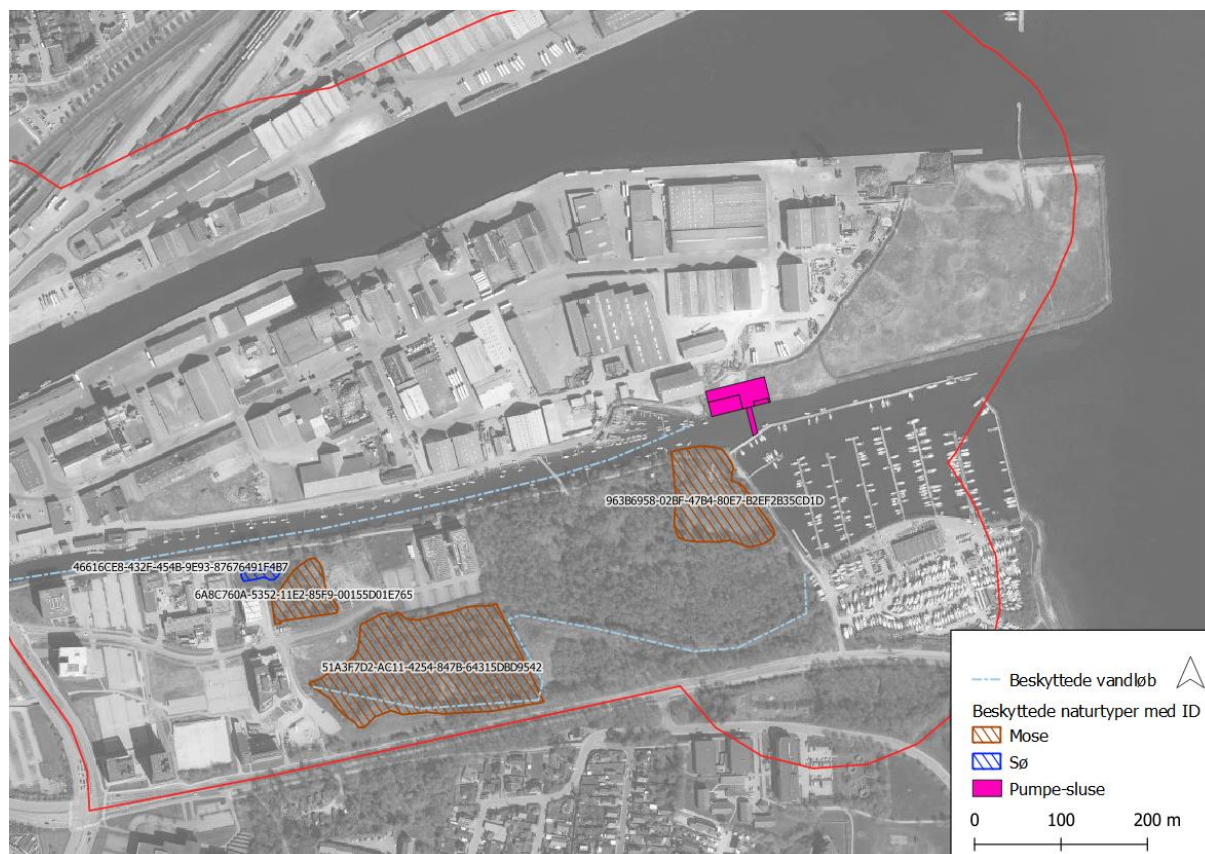 963B6958-02BF-47B4-80E7-B2EF2B35CD1D
46616CE8-432F-454B-9E93-87676491F4B7
6A8C760A-5352-11E2-85F9-00155D01E765
51A3F7D2-AC11-4254-847B-64315DBD9542
Beskyttede vandløb
Beskyttede naturtyper med ID
Mose
Sø
Pumpe-sluse
0 100 200 m